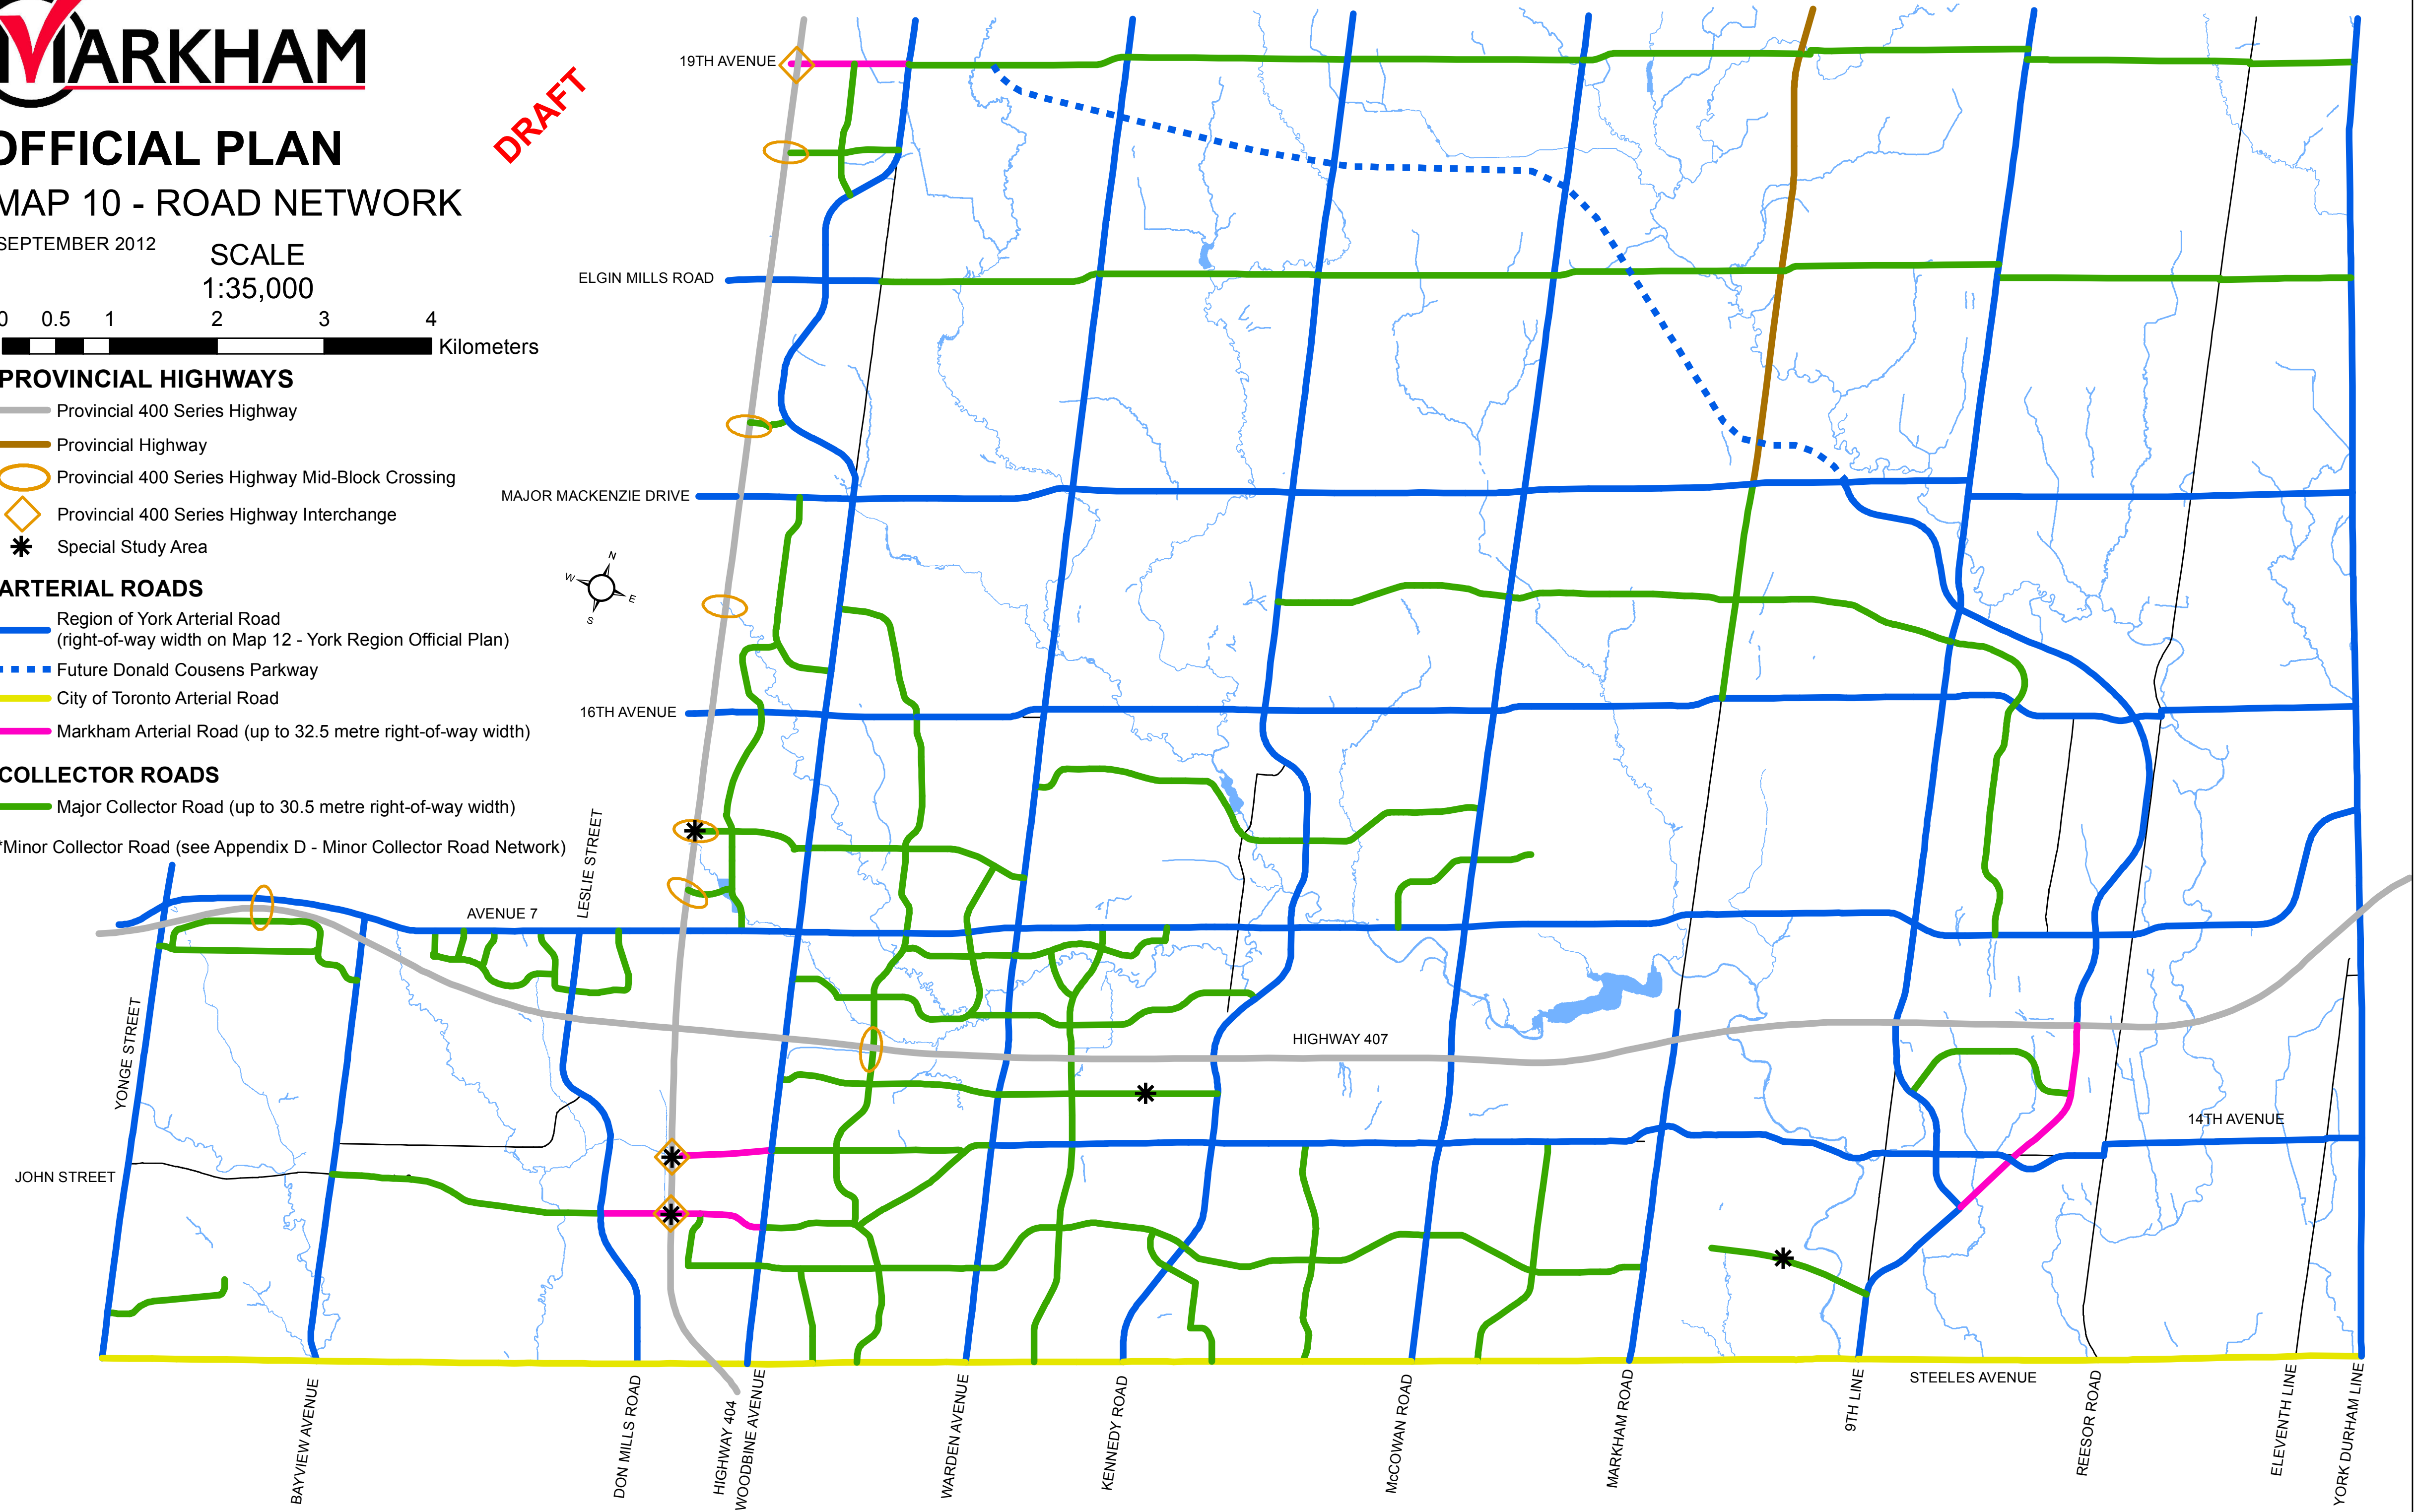 MARKHAM
OFFICIAL PLAN
MAP 10 - ROAD NETWORK
SEPTEMBER 2012
DRAFT
SCALE
1:35,000
0 0.5 1 2 3 4
Kilometers
PROVINCIAL HIGHWAYS
Provincial 400 Series Highway
Provincial Highway
Provincial 400 Series Highway Mid-Block Crossing
Provincial 400 Series Highway Interchange
Special Study Area
ARTERIAL ROADS
Region of York Arterial Road
(right-of-way width on Map 12 - York Region Official Plan)
Future Donald Cousens Parkway
City of Toronto Arterial Road
Markham Arterial Road (up to 32.5 metre right-of-way width)
COLLECTOR ROADS
Major Collector Road (up to 30.5 metre right-of-way width)
*Minor Collector Road (see Appendix D - Minor Collector Road Network)
19TH AVENUE
ELGIN MILLS ROAD
MAJOR MACKENZIE DRIVE
N
W
E
S
16TH AVENUE
LESLIE STREET
AVENUE 7
YONGE STREET
HIGHWAY 407
14TH AVENUE
JOHN STREET
STEELES AVENUE
BAYVIEW AVENUE
DON MILLS ROAD
HIGHWAY 404
WOODBINE AVENUE
WARDEN AVENUE
KENNEDY ROAD
McCOWAN ROAD
MARKHAM ROAD
9TH LINE
REESOR ROAD
ELEVENTH LINE
YORK DURHAM LINE